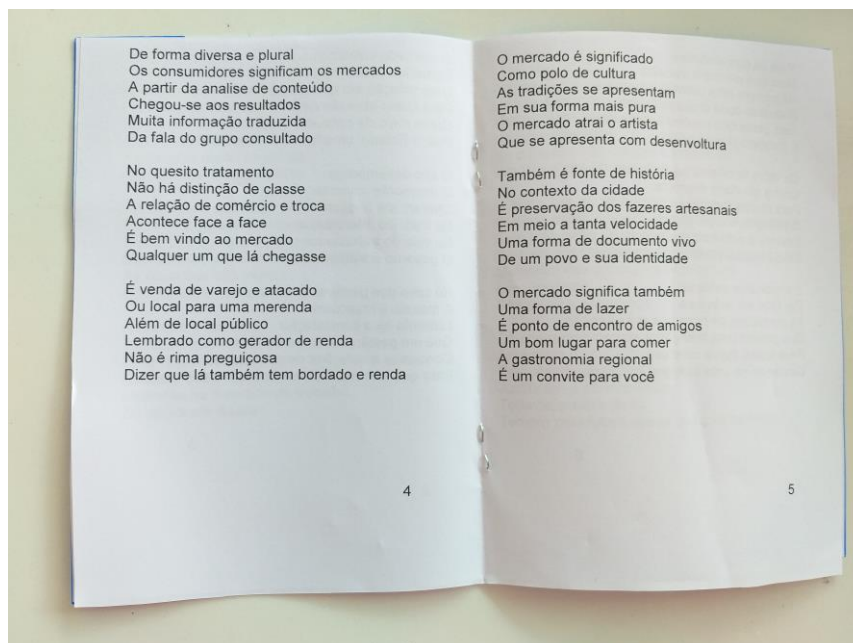 De forma diversa e plural
Os consumidores significam os mercados
A partir da analise de conteúdo
Chegou-se aos resultados
Muita informação traduzida
Da fala do grupo consultado
No quesito tratamento
Não há distinção de classe
A relação de comércio e troca
Acontece face a face
É bem vindo ao mercado
Qualquer um que lá chegasse
É venda de varejo e atacado
Ou local para uma merenda
Além de local público
Lembrado como gerador de renda
Não é rima preguiçosa
Dizer que lá também tem bordado e renda
4
O mercado é significado
Como polo de cultura
As tradições se apresentam
Em sua forma mais pura
O mercado atrai o artista
Que se apresenta com desenvoltura
Também é fonte de história
No contexto da cidade
É preservação dos fazeres artesanais
Em meio a tanta velocidade
Uma forma de documento vivo
De um povo e sua identidade
O mercado significa também
Uma forma de lazer
É ponto de encontro de amigos
Um bom lugar para comer
A gastronomia regional
É um convite para você
5